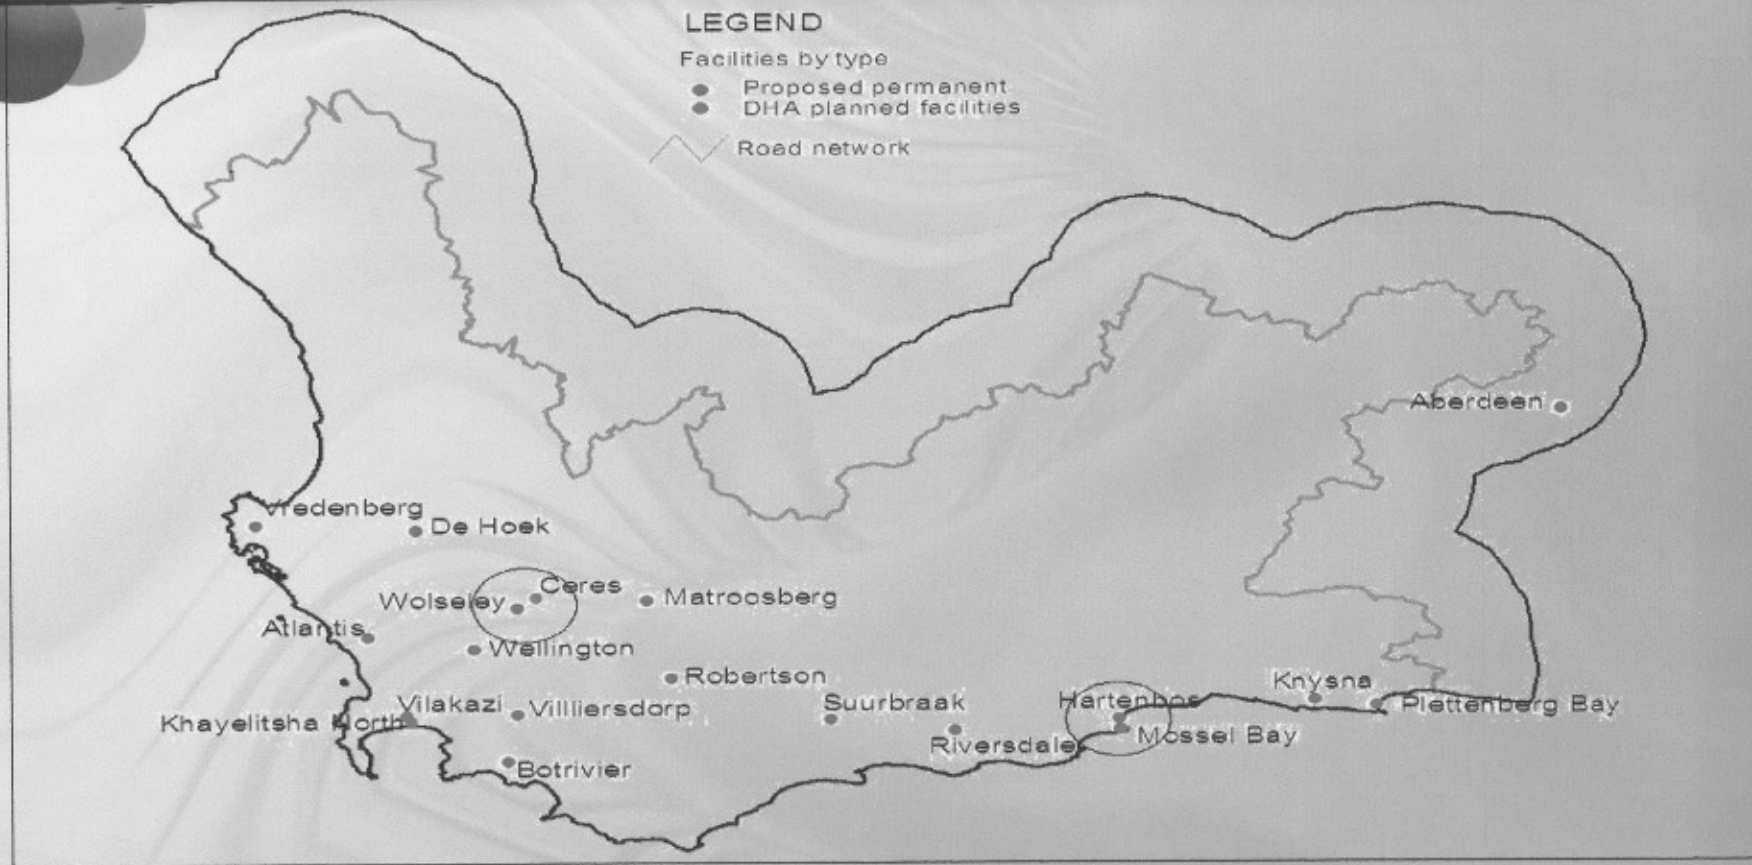 LEGEND
Facilities by type
Proposed permanent
DHA planned facilities
Road network
Aberdeen
Vredenberg
De Hoek
Ceres
Wolseley
Matroosberg
Atlantis
Wellington
Robertson
Knysna
Vilakazi
Villliersdorp
Suurbraak
Hartenbos
Plettenberg Bay
Khayelitsha North
Riversdale
Mossel Bay
Botrivier